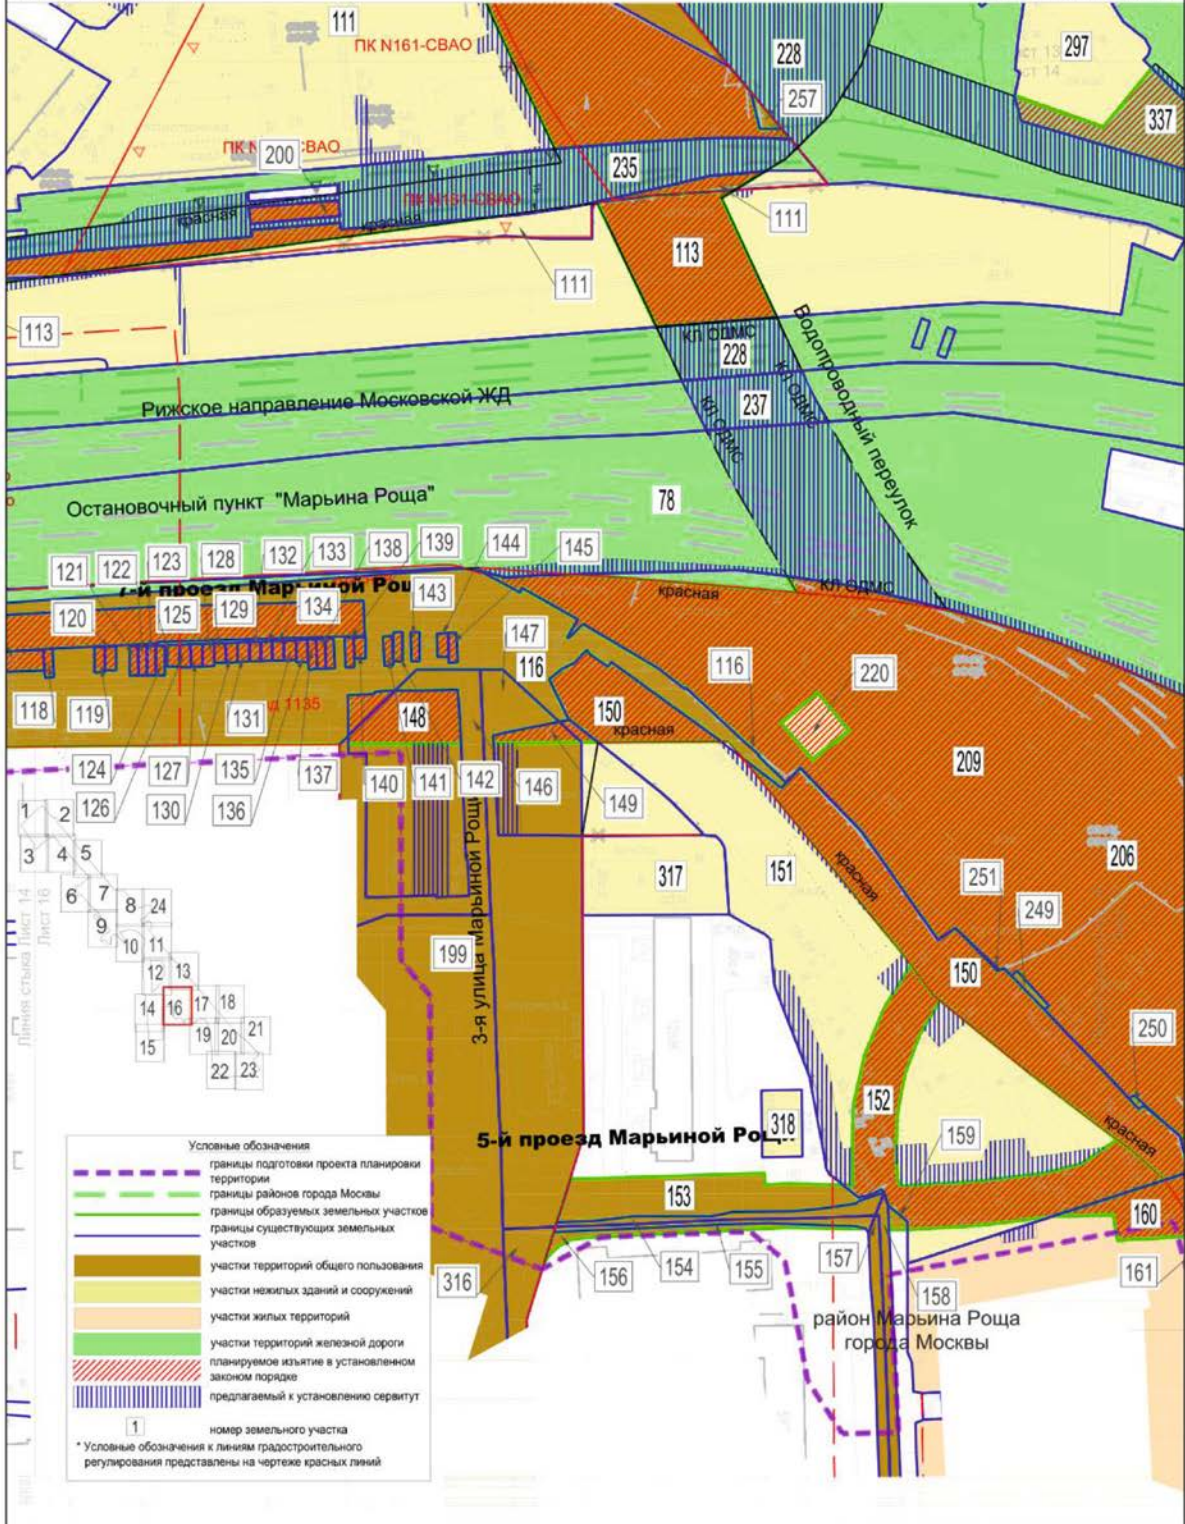 111
ПК N161-СВАО
228
297
257
337
200
СВАО
235
ПК N161-СВАО
красная
красная
111
111
113
113
КЛ ОДМС
228
КЛ ОДМС
237
КЛ ОДМС
Водопроводный переулок
Рижское направление Московской ЖД
78
Остановочный пункт "Марьина Роща"
121
122
123
128
132
133
138
139
144
145
143
КЛ ОДМС
красная
120
125
129
134
147
116
116
220
118
119
131
1135
148
150
красная
209
124
127
135
137
140
141
142
146
149
126
130
136
3-я улица Марьиной Рощи
317
151
красная
251
206
249
199
150
250
1
2
3
4
5
6
7
8
24
9
10
11
12
13
14
16
17
18
15
19
20
21
22
23
Линия стыка Лист 14
Лист 16
152
318
5-й проезд Марьиной
159
красная
153
160
316
156
154
155
157
158
161
район Марьина Роща
города Москвы
Условные обозначения
границы подготовки проекта планировки
территории
границы районов города Москвы
границы образуемых земельных участков
границы существующих земельных
участков
участки территорий общего пользования
участки нежилых зданий и сооружений
участки жилых территорий
участки территорий железной дороги
планируемое изъятие в установленном
законом порядке
предлагаемый к установлению сервитут
1
номер земельного участка
* Условные обозначения к линиям градостроительного
регулирования представлены на чертеже красных линий